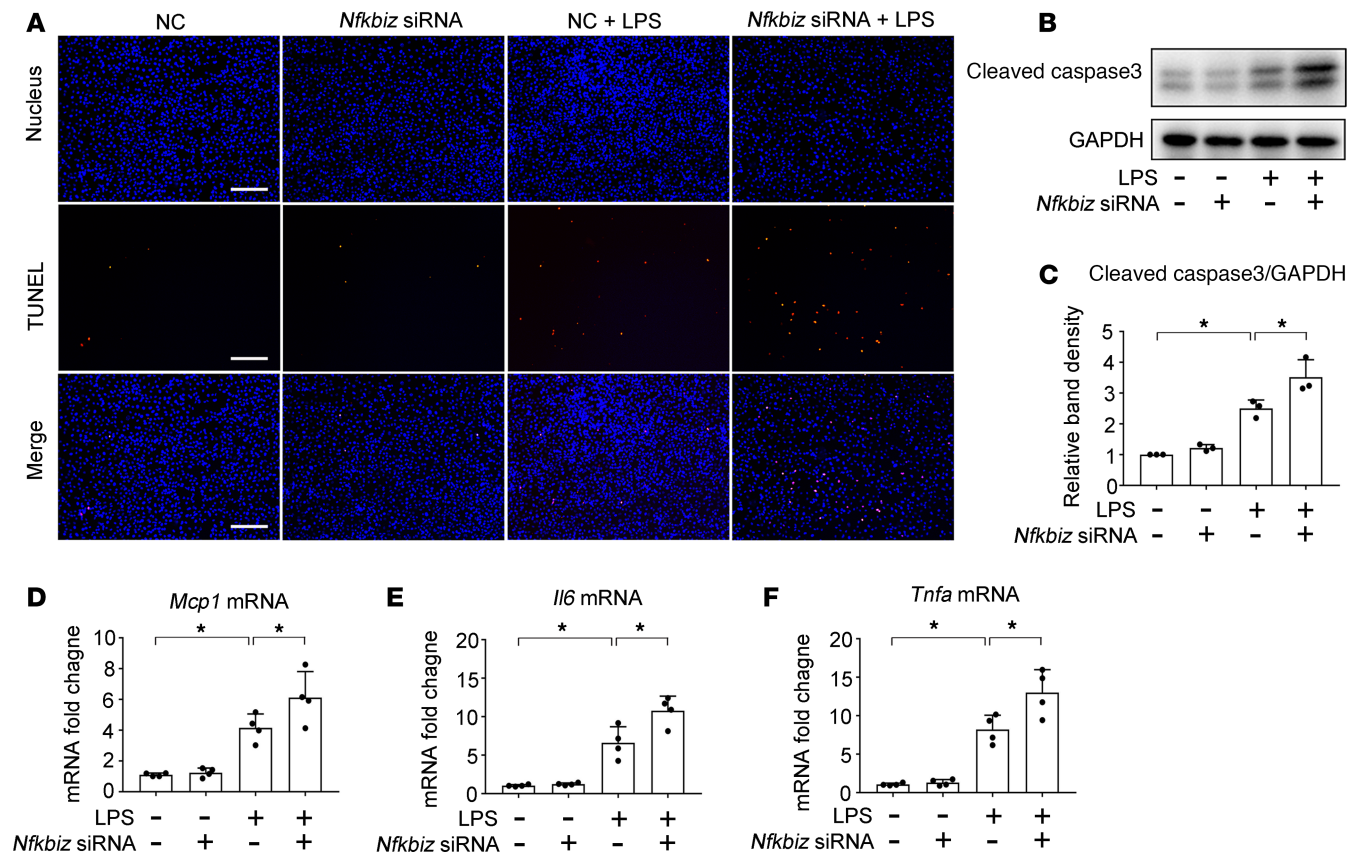 A
NC
Nfkbiz siRNA
NC + LPS
Nfkbiz siRNA + LPS
Nucleus
TUNEL
Merge
B
Cleaved caspase3
GAPDH
LPS - - + +
Nfkbiz siRNA - + - +
C
Cleaved caspase3/GAPDH
Relative band density
5
4
3
2
1
0
* *
LPS - - + +
Nfkbiz siRNA - + - +
D
Mcp1 mRNA
mRNA fold chagne
10
8
6
4
2
0
* *
LPS - - + +
Nfkbiz siRNA - + - +
E
Il6 mRNA
mRNA fold chagne
20
15
10
5
0
* *
LPS - - + +
Nfkbiz siRNA - + - +
F
Tnfa mRNA
mRNA fold chagne
20
15
10
5
0
* *
LPS - - + +
Nfkbiz siRNA - + - +